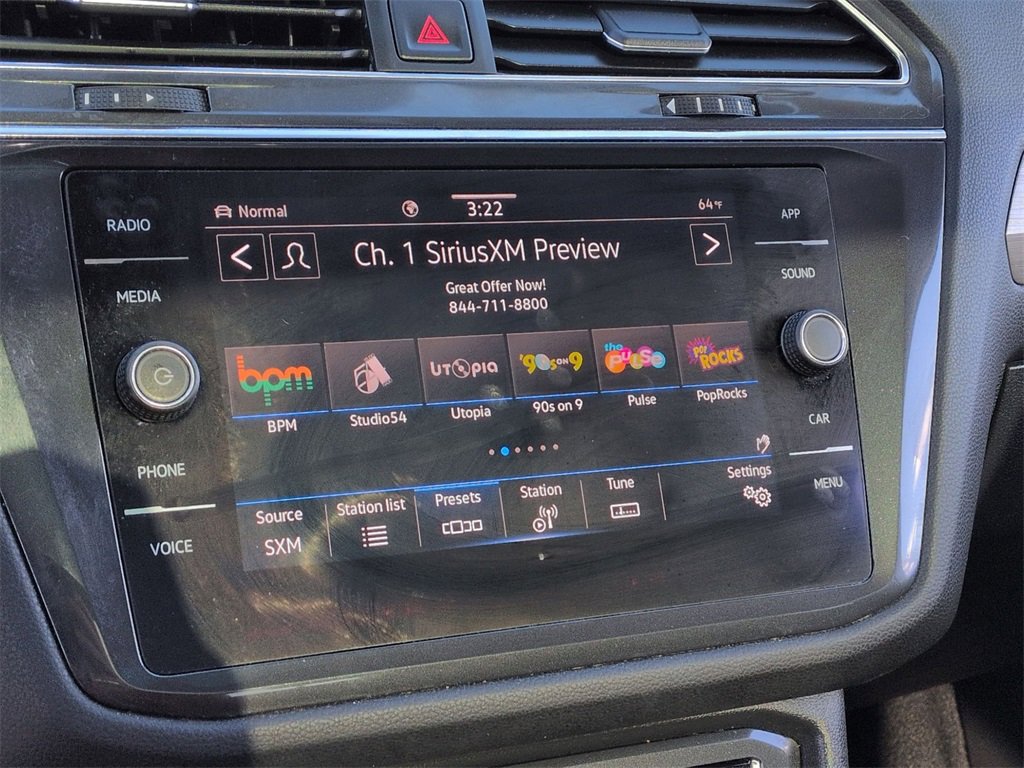 RADIO
MEDIA
PHONE
VOICE
Normal
3:22
64°F
Ch. 1 SiriusXM Preview
Great Offer Now!
844-711-8800
bpm
UTOPIA
'90s ON 9
the PULSE
POP ROCKS
BPM
Studio54
Utopia
90s on 9
Pulse
PopRocks
Source
SXM
Station list
Presets
Station
Tune
Settings
APP
SOUND
CAR
MENU